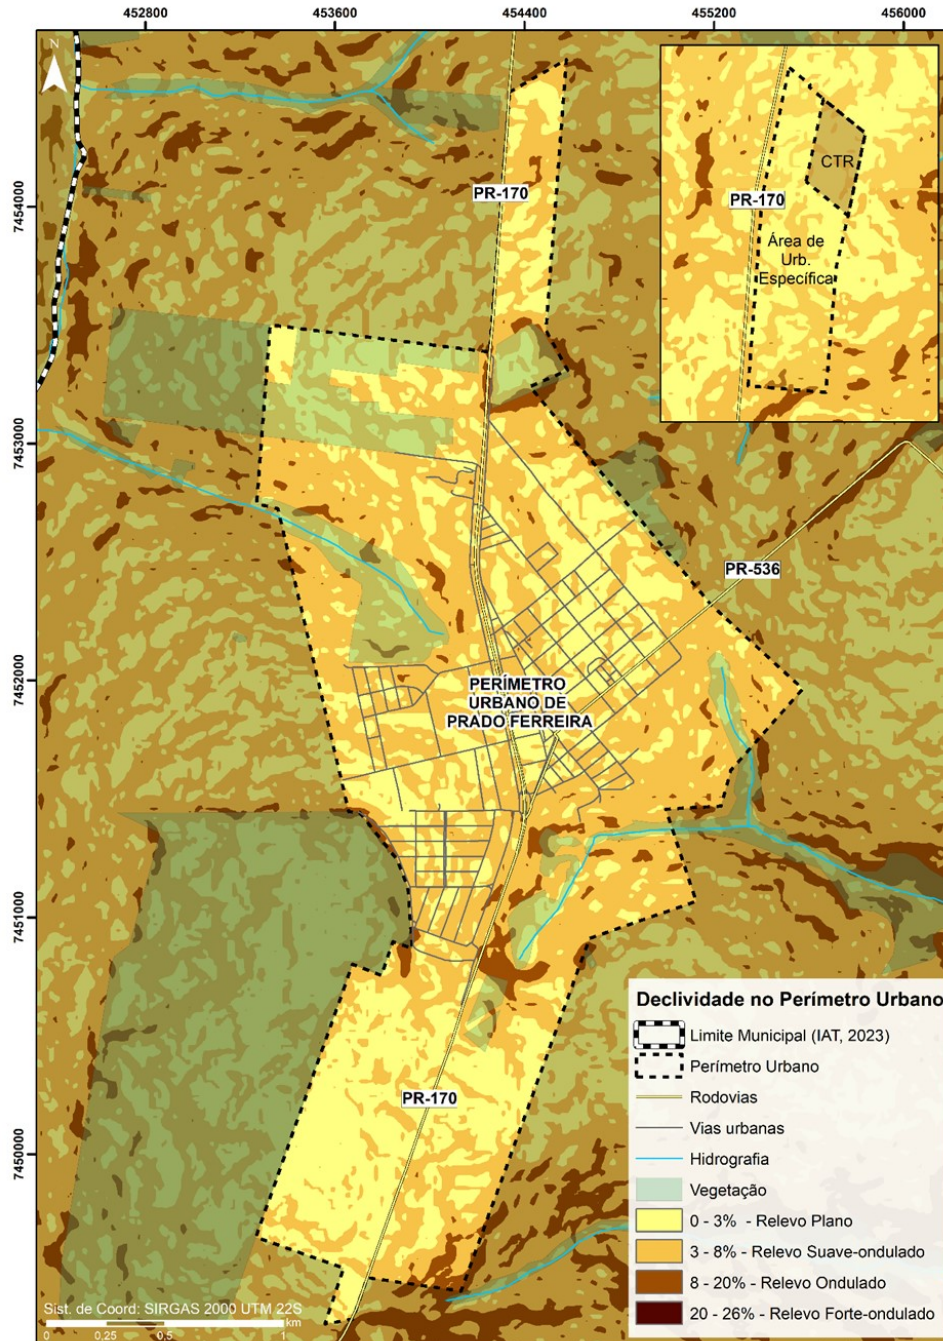 452800 453600 454400 455200 456000
N
7454000
7453000
7452000
7451000
7450000
PR-170
CTR
PR-170
Área de
Urb.
Específica
PR-536
PERÍMETRO
URBANO DE
PRADO FERREIRA
PR-170
Declividade no Perímetro Urbano
Limite Municipal (IAT, 2023)
Perímetro Urbano
Rodovias
Vias urbanas
Hidrografia
Vegetação
0 - 3% - Relevo Plano
3 - 8% - Relevo Suave-ondulado
8 - 20% - Relevo Ondulado
20 - 26% - Relevo Forte-ondulado
Sist. de Coord: SIRGAS 2000 UTM 22S
km
0 0,25 0,5 1